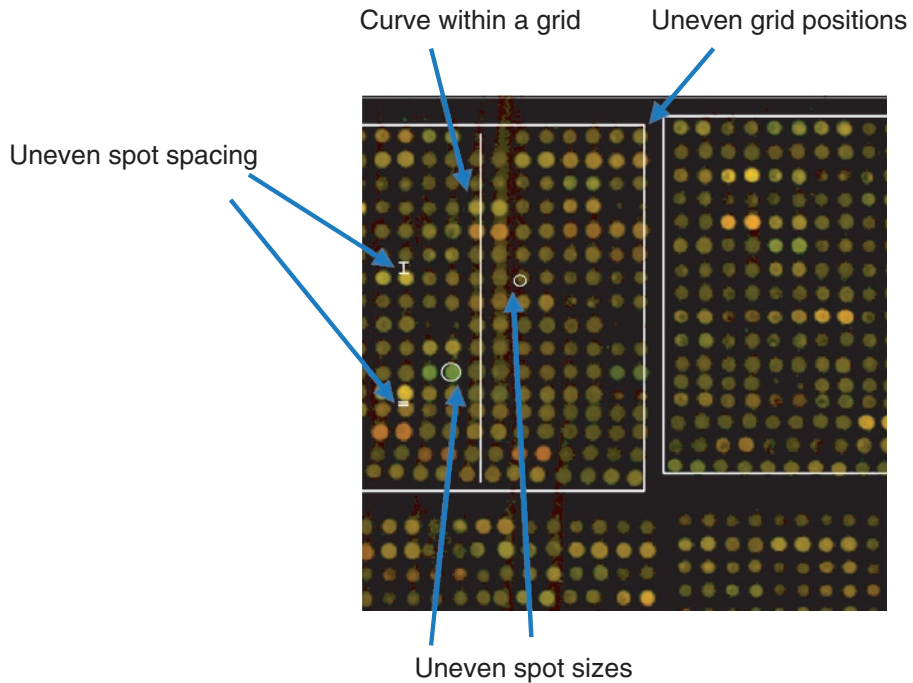 Curve within a grid
Uneven grid positions
Uneven spot spacing
Uneven spot sizes